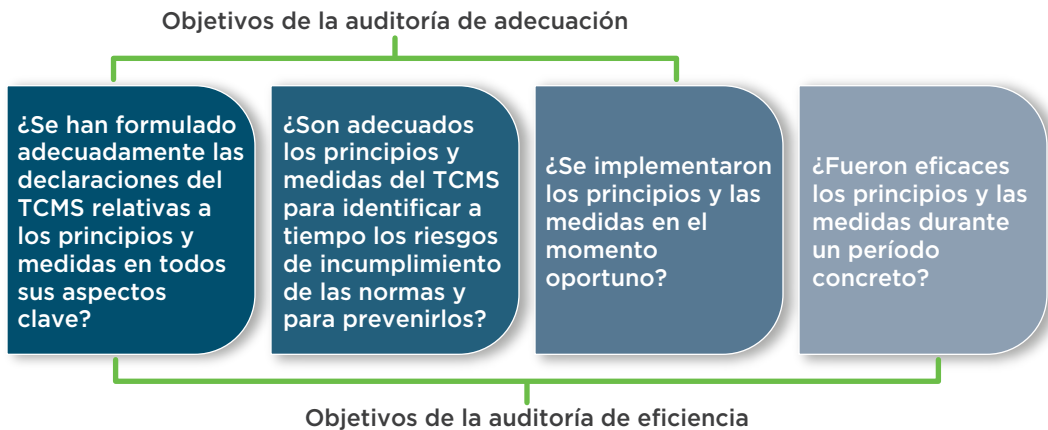 Objetivos de la auditoría de adecuación
¿Se han formulado
adecuadamente las
declaraciones del
TCMS relativas a
los principios y
medidas en todos
sus aspectos
clave?
¿Son adecuados
los principios y
medidas del TCMS
para identificar a
tiempo los riesgos
de incumplimiento
de las normas y
para prevenirlos?
¿Se implementaron
los principios y las
medidas en el
momento
oportuno?
¿Fueron eficaces
los principios y las
medidas durante
un período
concreto?
Objetivos de la auditoría de eficiencia